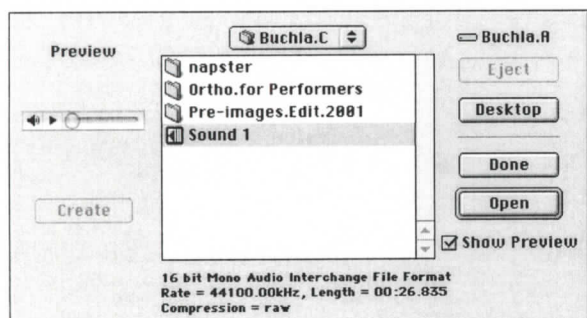 Preview
Buchla.C
Buchla.A
napster
Ortho.for Performers
Pre-images.Edit.2001
Sound 1
Eject
Desktop
Done
Create
Open
Show Preview
16 bit Mono Audio Interchange File Format
Rate = 44100.00kHz, Length = 00:26.835
Compression = raw